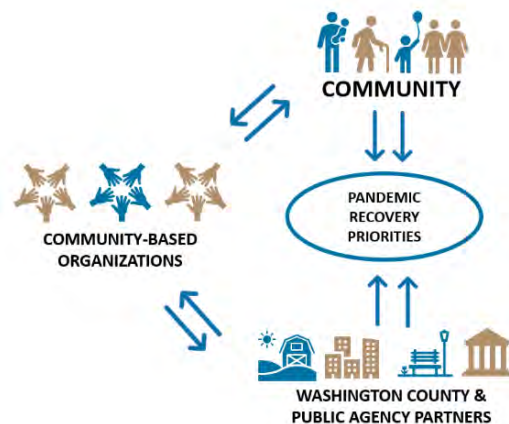 COMMUNITY
PANDEMIC
RECOVERY
PRIORITIES
COMMUNITY-BASED
ORGANIZATIONS
WASHINGTON COUNTY &
PUBLIC AGENCY PARTNERS